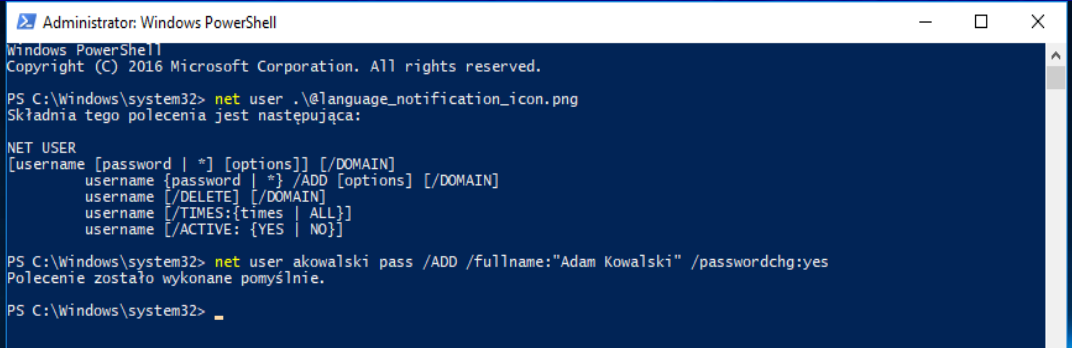 Administrator: Windows PowerShell
Windows PowerShell
Copyright (C) 2016 Microsoft Corporation. All rights reserved.
PS C:\Windows\system32> net user .\@language_notification_icon.png
Składnia tego polecenia jest następująca:
NET USER
[username [password | *] [options]] [/DOMAIN]
username {password | *} /ADD [options] [/DOMAIN]
username [/DELETE] [/DOMAIN]
username [/TIMES:{times | ALL}]
username [/ACTIVE: {YES | NO}]
PS C:\Windows\system32> net user akowalski pass /ADD /fullname:"Adam Kowalski" /passwordchg:yes
Polecenie zostało wykonane pomyślnie.
PS C:\Windows\system32>